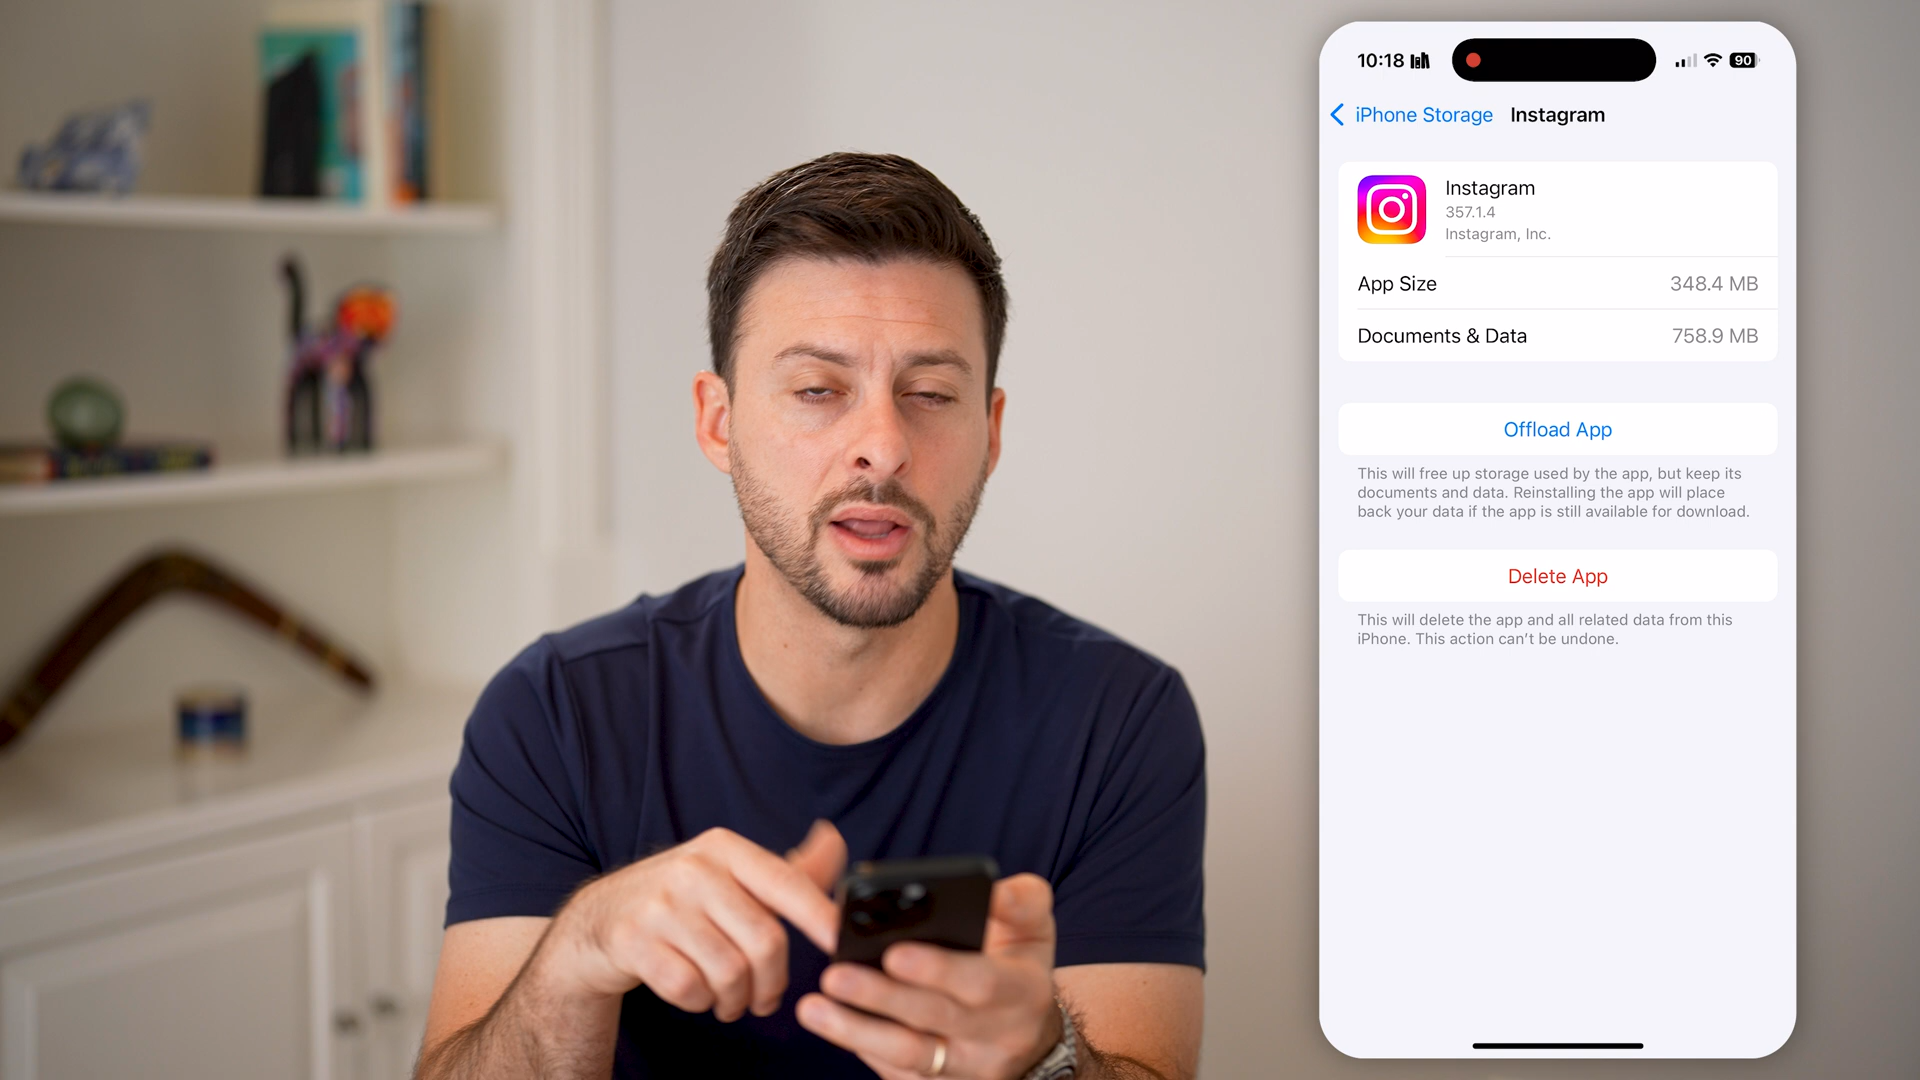 10:18
90
iPhone Storage Instagram
Instagram
357.1.4
Instagram, Inc.
App Size 348.4 MB
Documents & Data 758.9 MB
Offload App
This will free up storage used by the app, but keep its
documents and data. Reinstalling the app will place
back your data if the app is still available for download.
Delete App
This will delete the app and all related data from this
iPhone. This action can’t be undone.